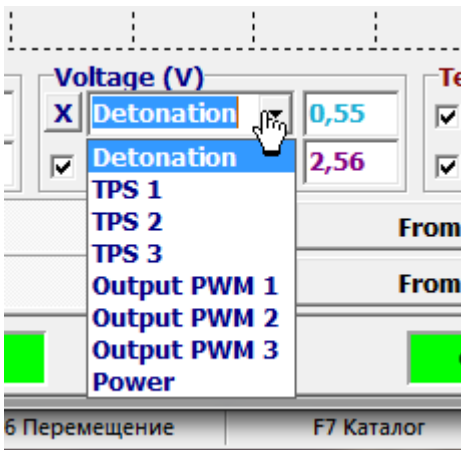 Voltage (V)
Te
X Detonation 0,55
Detonation 2,56
TPS 1
TPS 2
From
TPS 3
Output PWM 1
From
Output PWM 2
Output PWM 3
Power
6 Перемещение F7 Каталог